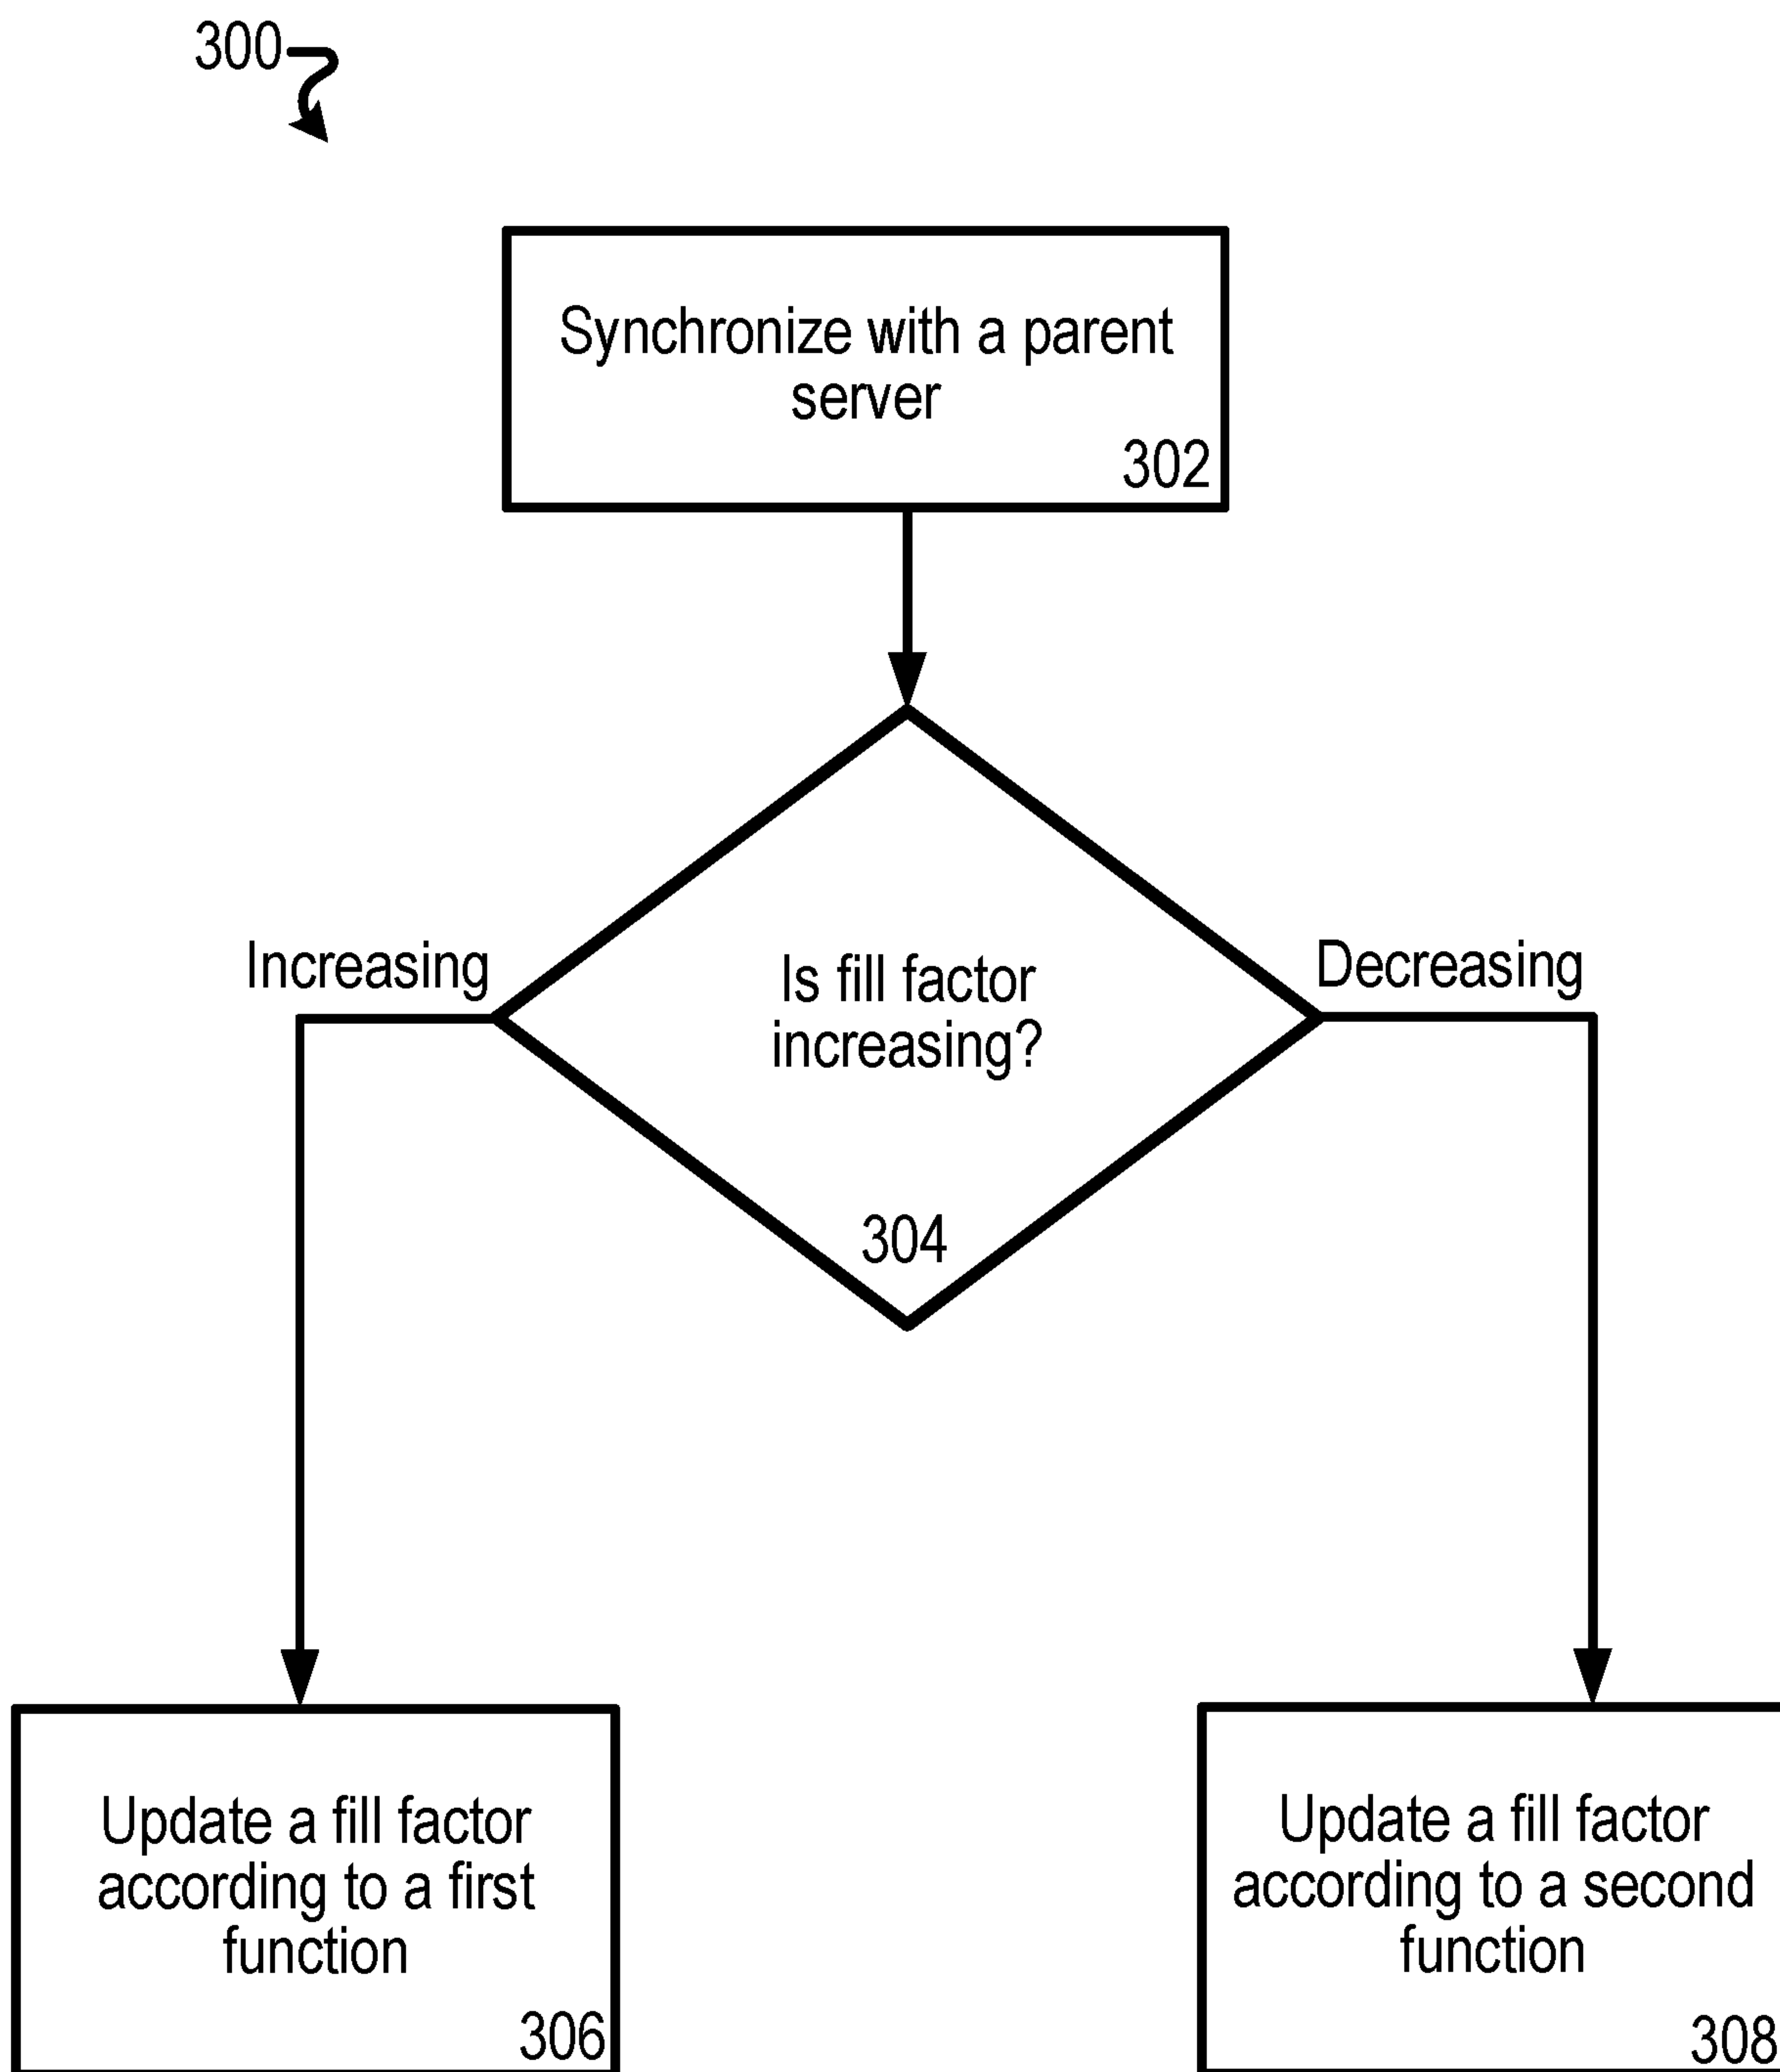 300
Synchronize with a parent
server
302
Increasing
Is fill factor
increasing?
Decreasing
304
Update a fill factor
according to a first
function
306
Update a fill factor
according to a second
function
308